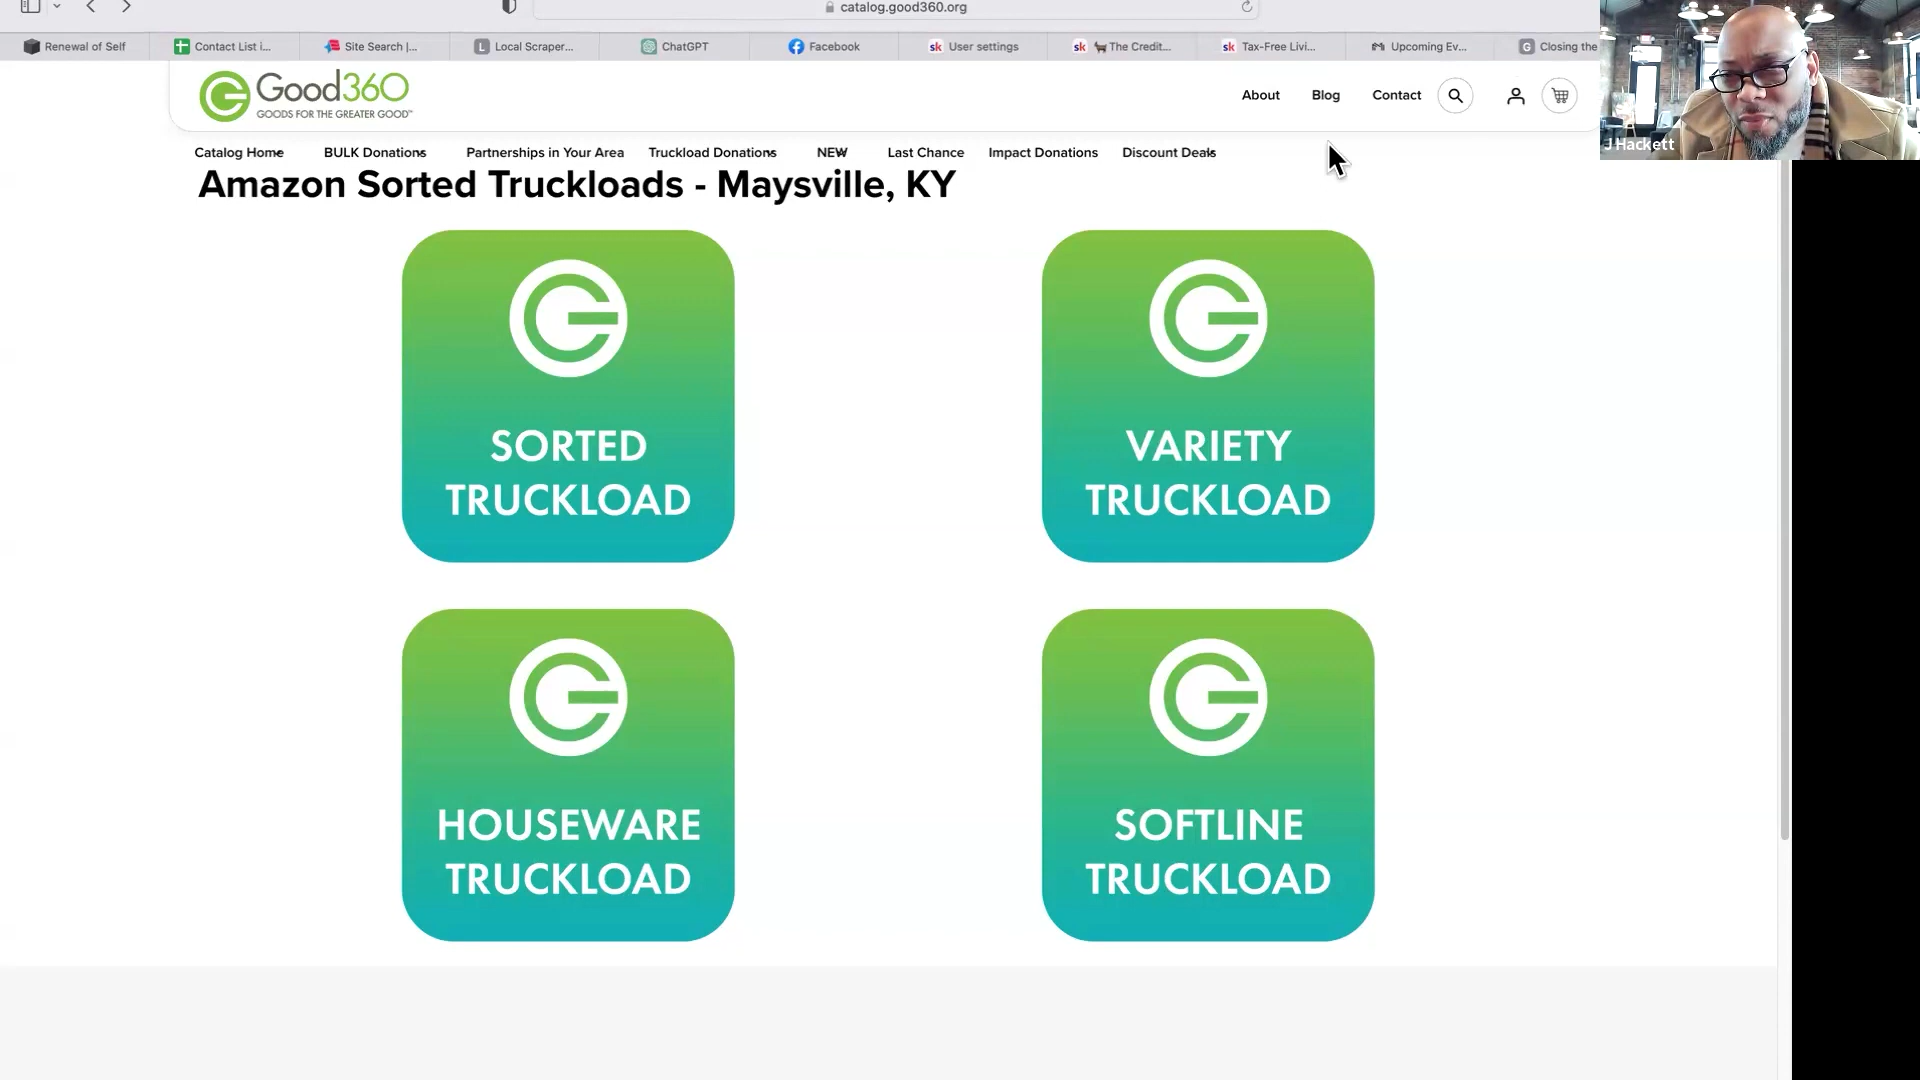 catalog.good360.org
Renewal of Self
Contact List i...
Site Search |...
Local Scraper...
ChatGPT
Facebook
User settings
The Credit...
Tax-Free Livi...
Upcoming Ev...
Closing the
Good360
GOODS FOR THE GREATER GOOD™
About
Blog
Contact
Catalog Home
BULK Donations
Partnerships in Your Area
Truckload Donations
NEW
Last Chance
Impact Donations
Discount Deals
J Hackett
Amazon Sorted Truckloads - Maysville, KY
SORTED
TRUCKLOAD
VARIETY
TRUCKLOAD
HOUSEWARE
TRUCKLOAD
SOFTLINE
TRUCKLOAD